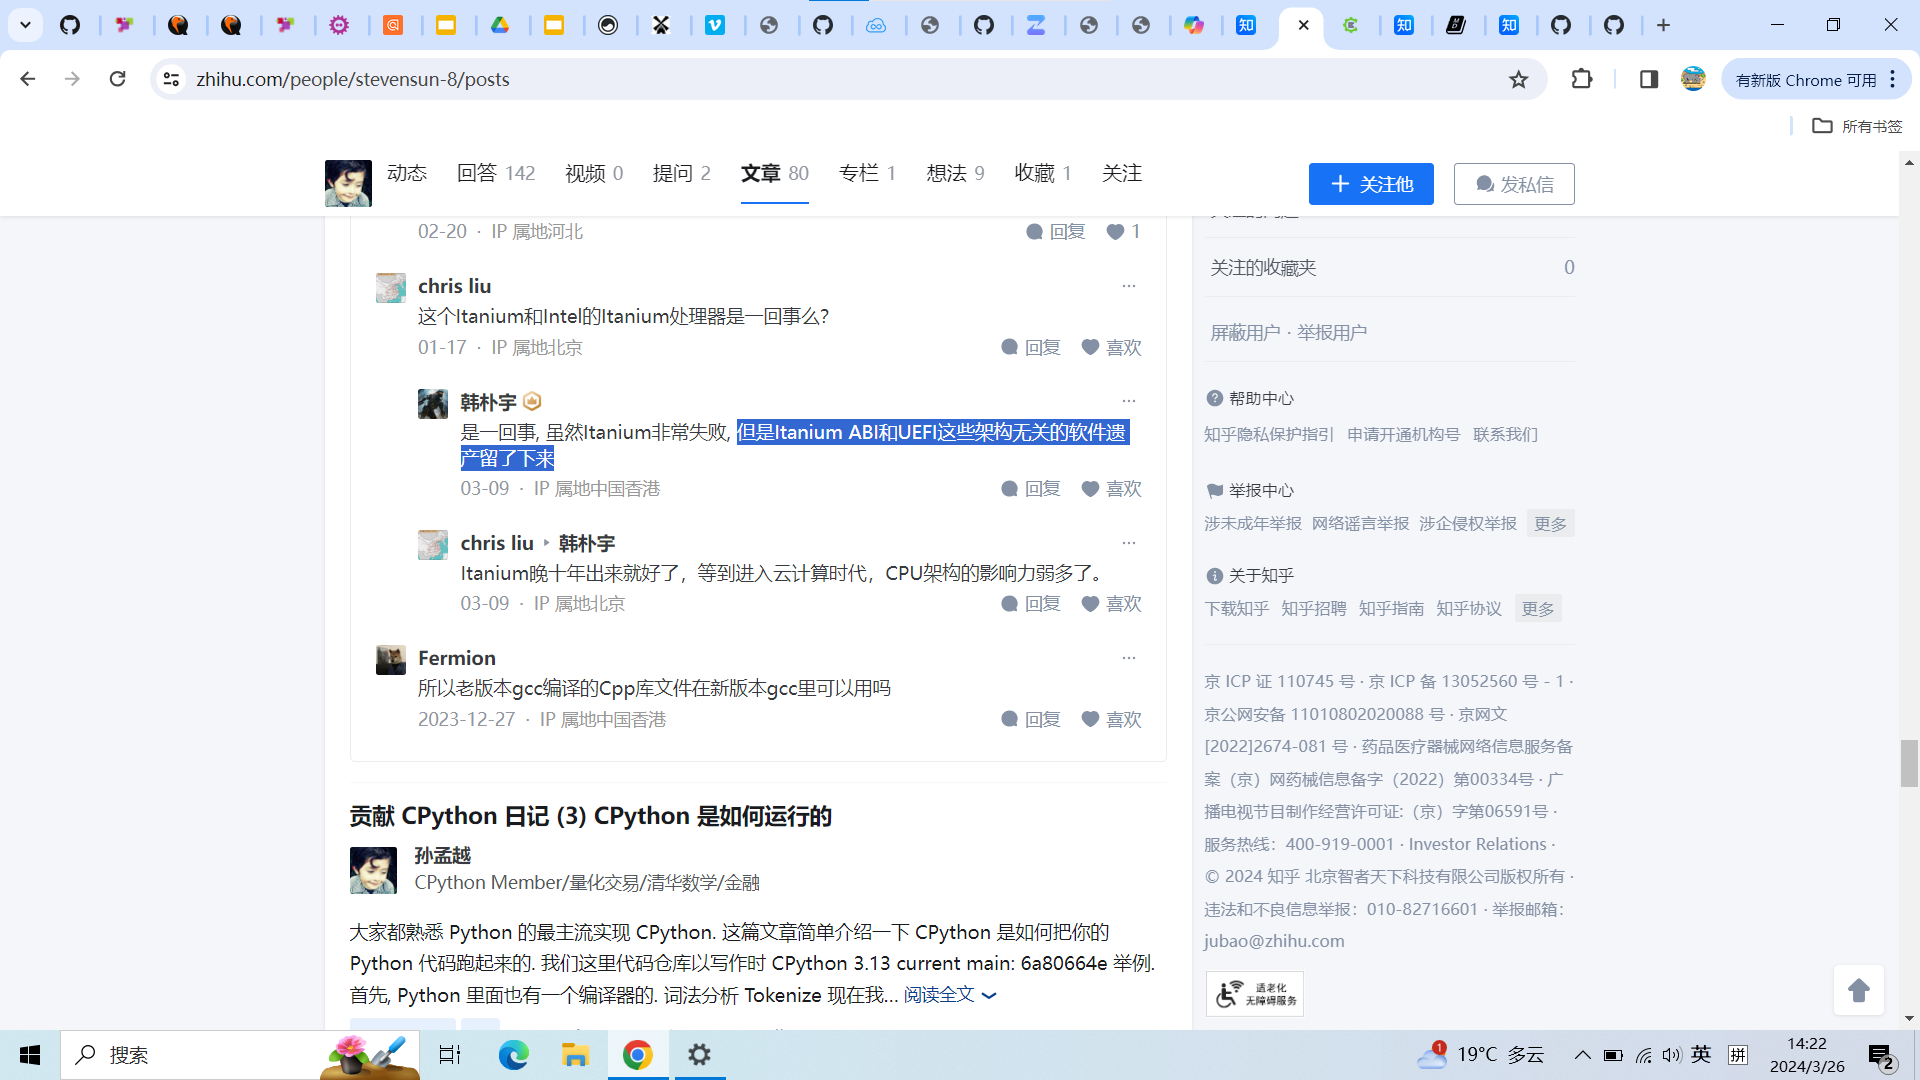 zhihu.com/people/stevensun-8/posts
有新版 Chrome 可用
所有书签
动态 回答 142 视频 0 提问 2 文章 80 专栏 1 想法 9 收藏 1 关注
关注他
发私信
02-20 · IP 属地河北
回复 1
chris liu
这个Itanium和Intel的Itanium处理器是一回事么?
01-17 · IP 属地北京
回复 喜欢
韩朴宇
是一回事, 虽然Itanium非常失败, 但是Itanium ABI和UEFI这些架构无关的软件遗
产留了下来
03-09 · IP 属地中国香港
回复 喜欢
chris liu 韩朴宇
Itanium晚十年出来就好了，等到进入云计算时代，CPU架构的影响力弱多了。
03-09 · IP 属地北京
回复 喜欢
Fermion
所以老版本gcc编译的Cpp库文件在新版本gcc里可以用吗
2023-12-27 · IP 属地中国香港
回复 喜欢
贡献 CPython 日记 (3) CPython 是如何运行的
孙孟越
CPython Member/量化交易/清华数学/金融
大家都熟悉 Python 的最主流实现 CPython. 这篇文章简单介绍一下 CPython 是如何把你的
Python 代码跑起来的. 我们这里代码仓库以写作时 CPython 3.13 current main: 6a80664e 举例.
首先, Python 里面也有一个编译器的. 词法分析 Tokenize 现在我... 阅读全文
关注的收藏夹 0
屏蔽用户 · 举报用户
帮助中心
知乎隐私保护指引 申请开通机构号 联系我们
举报中心
涉未成年举报 网络谣言举报 涉企侵权举报 更多
关于知乎
下载知乎 知乎招聘 知乎指南 知乎协议 更多
京 ICP 证 110745 号 · 京 ICP 备 13052560 号 - 1 ·
京公网安备 11010802020088 号 · 京网文
[2022]2674-081 号 · 药品医疗器械网络信息服务备
案（京）网药械信息备字（2022）第00334号 · 广
播电视节目制作经营许可证:（京）字第06591号 ·
服务热线：400-919-0001 · Investor Relations ·
© 2024 知乎 北京智者天下科技有限公司版权所有 ·
违法和不良信息举报：010-82716601 · 举报邮箱：
jubao@zhihu.com
适老化
无障碍服务
搜索
1
19°C 多云
英
拼
14:22
2024/3/26
2